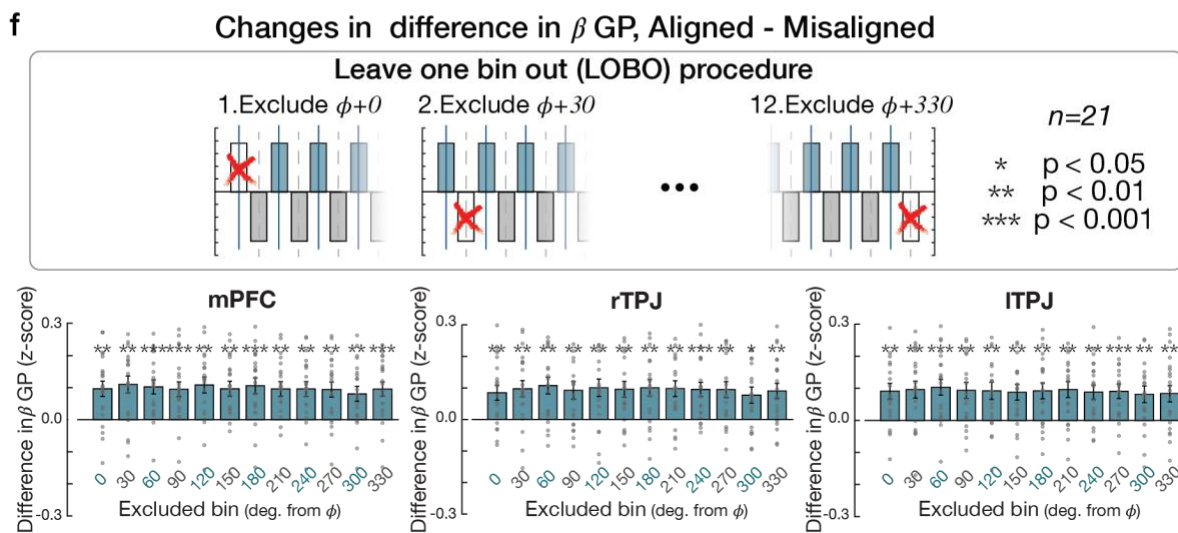 f
Changes in difference in β GP, Aligned - Misaligned
Leave one bin out (LOBO) procedure
1.Exclude ϕ+0
2.Exclude ϕ+30
...
12.Exclude ϕ+330
n=21
* p < 0.05
** p < 0.01
*** p < 0.001
mPFC
Difference in β GP (z-score)
0.3
0.0
-0.3
0 30 60 90 120 150 180 210 240 270 300 330
Excluded bin (deg. from ϕ)
rTPJ
Difference in β GP (z-score)
0.3
0.0
-0.3
0 30 60 90 120 150 180 210 240 270 300 330
Excluded bin (deg. from ϕ)
lTPJ
Difference in β GP (z-score)
0.3
0.0
-0.3
0 30 60 90 120 150 180 210 240 270 300 330
Excluded bin (deg. from ϕ)